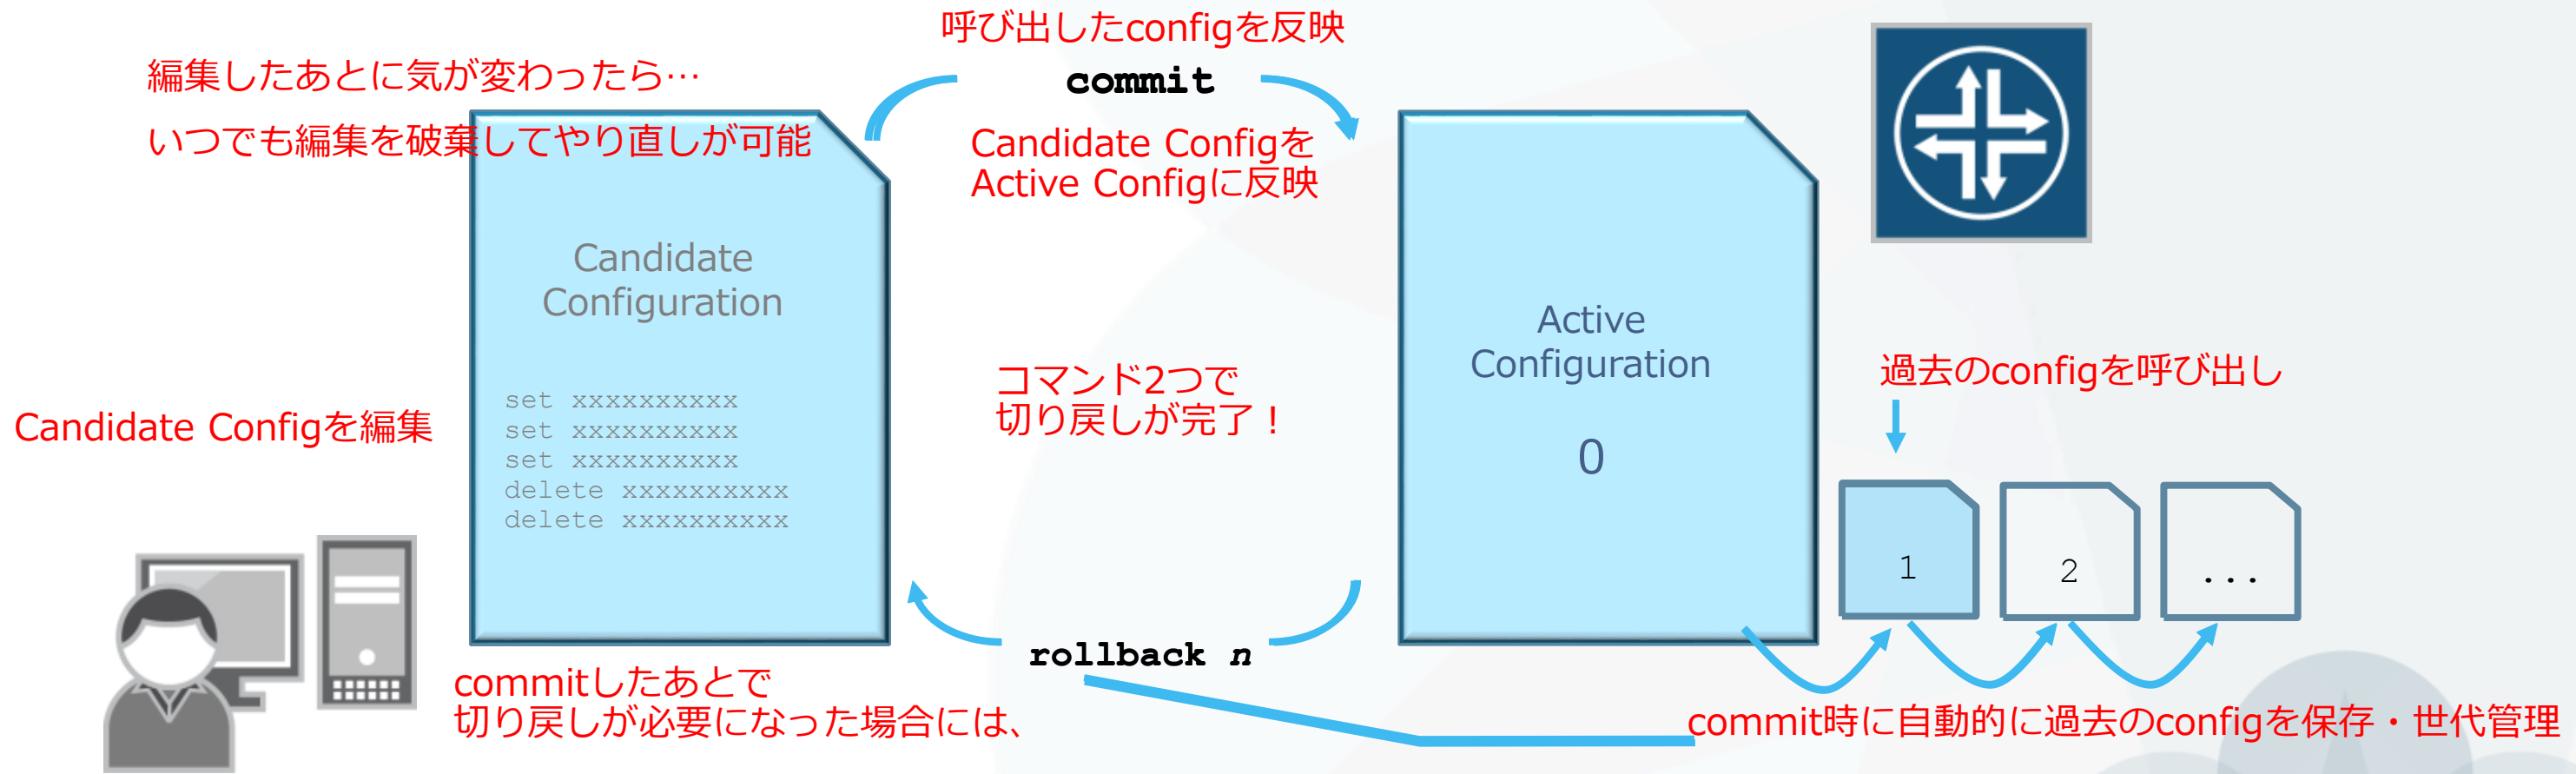 呼び出したconfigを反映
commit
編集したあとに気が変わったら…
いつでも編集を破棄してやり直しが可能
Candidate Configを
Active Configに反映
Candidate
Configuration
set xxxxxxxxxx
set xxxxxxxxxx
set xxxxxxxxxx
delete xxxxxxxxxx
delete xxxxxxxxxx
Candidate Configを編集
コマンド2つで
切り戻しが完了！
Active
Configuration
0
過去のconfigを呼び出し
1
2
...
rollback n
commitしたあとで
切り戻しが必要になった場合には、
commit時に自動的に過去のconfigを保存・世代管理